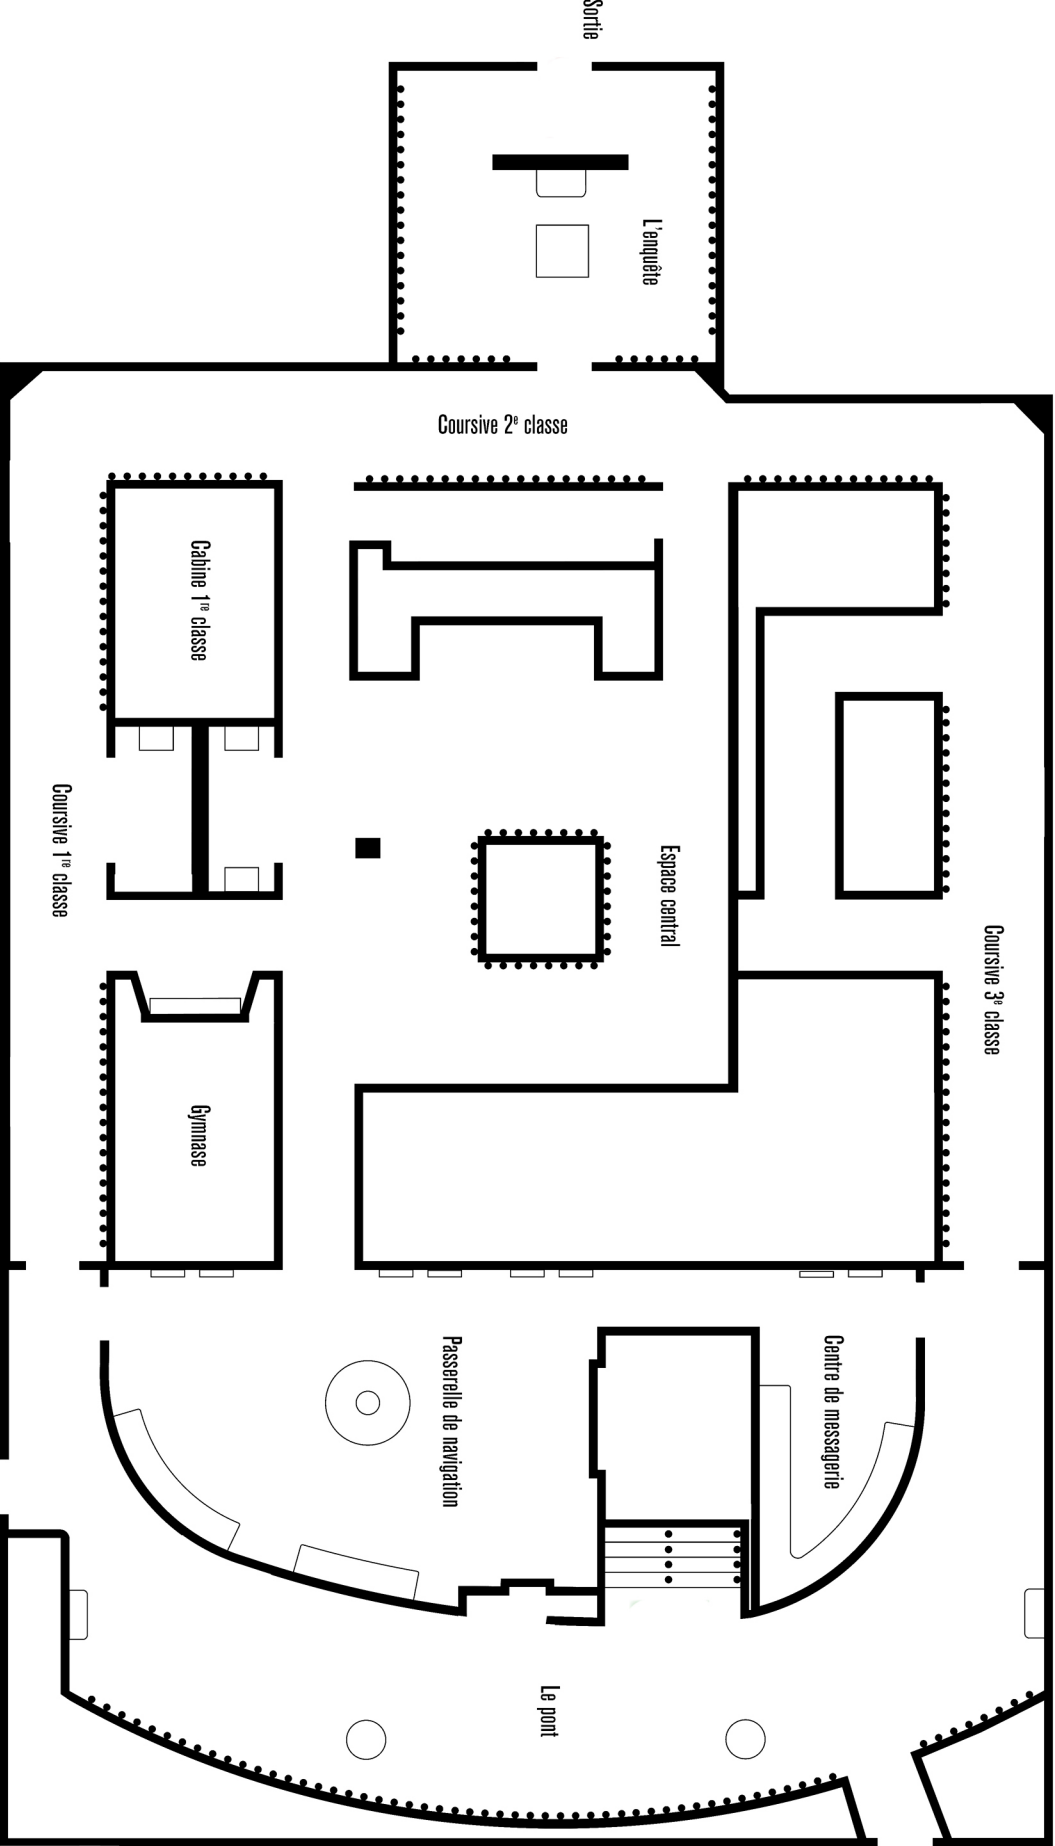 Sortie
L'enquête
Coursive 2e classe
Cabine 1re classe
Coursive 1re classe
Espace central
Coursive 3e classe
Gymnase
Passerelle de navigation
Centre de messagerie
Le pont